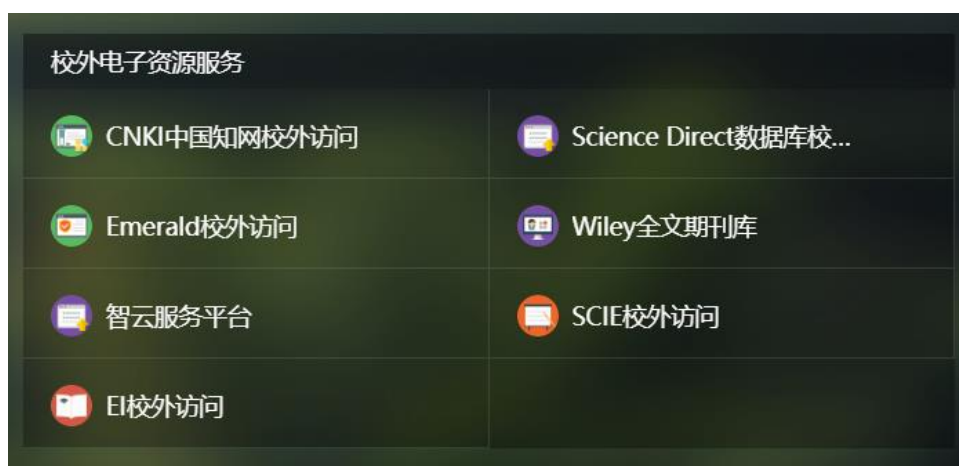 校外电子资源服务
CNKI中国知网校外访问
Science Direct数据库校...
Emerald校外访问
Wiley全文期刊库
智云服务平台
SCIE校外访问
EI校外访问